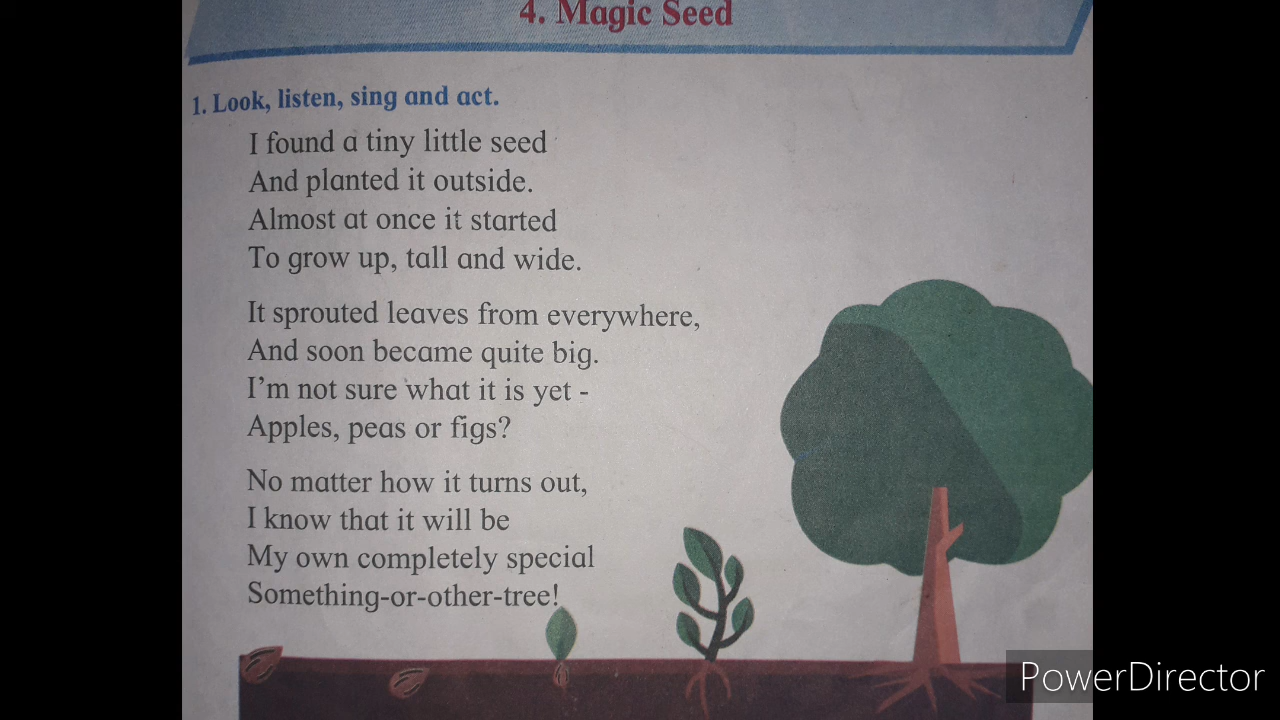 4. Magic Seed
1. Look, listen, sing and act.
I found a tiny little seed
And planted it outside.
Almost at once it started
To grow up, tall and wide.
It sprouted leaves from everywhere,
And soon became quite big.
I'm not sure what it is yet -
Apples, peas or figs?
No matter how it turns out,
I know that it will be
My own completely special
Something-or-other-tree!
PowerDirector